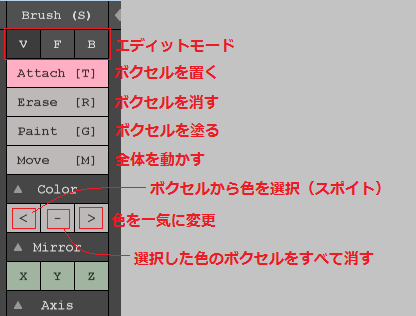 Brush (S)
V F B エディットモード
Attach [T] ボクセルを置く
Erase [R] ボクセルを消す
Paint [G] ボクセルを塗る
Move [M] 全体を動かす
▲ Color ボクセルから色を選択（スポイト）
< - > 色を一気に変更
▲ Mirror
選択した色のボクセルをすべて消す
X Y Z
▲ Axis